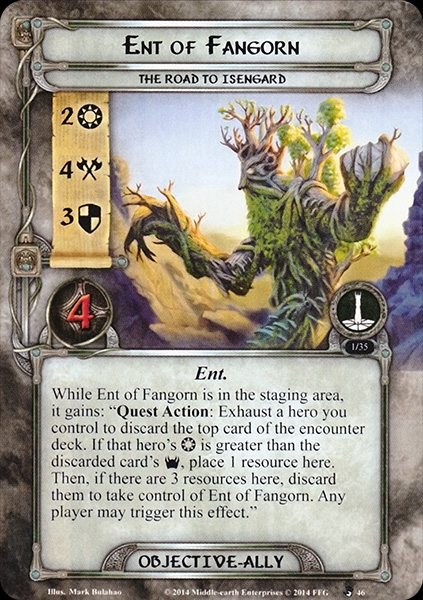 ENT OF FANGORN
THE ROAD TO ISENGARD
2
4
3
4
1/35
Ent.
While Ent of Fangorn is in the staging area,
it gains: “Quest Action: Exhaust a hero you
control to discard the top card of the encounter
deck. If that hero's is greater than the
discarded card's , place 1 resource here.
Then, if there are 3 resources here, discard
them to take control of Ent of Fangorn. Any
player may trigger this effect.”
OBJECTIVE-ALLY
Illus. Mark Bulahao © 2014 Middle-earth Enterprises © 2014 FFG 46